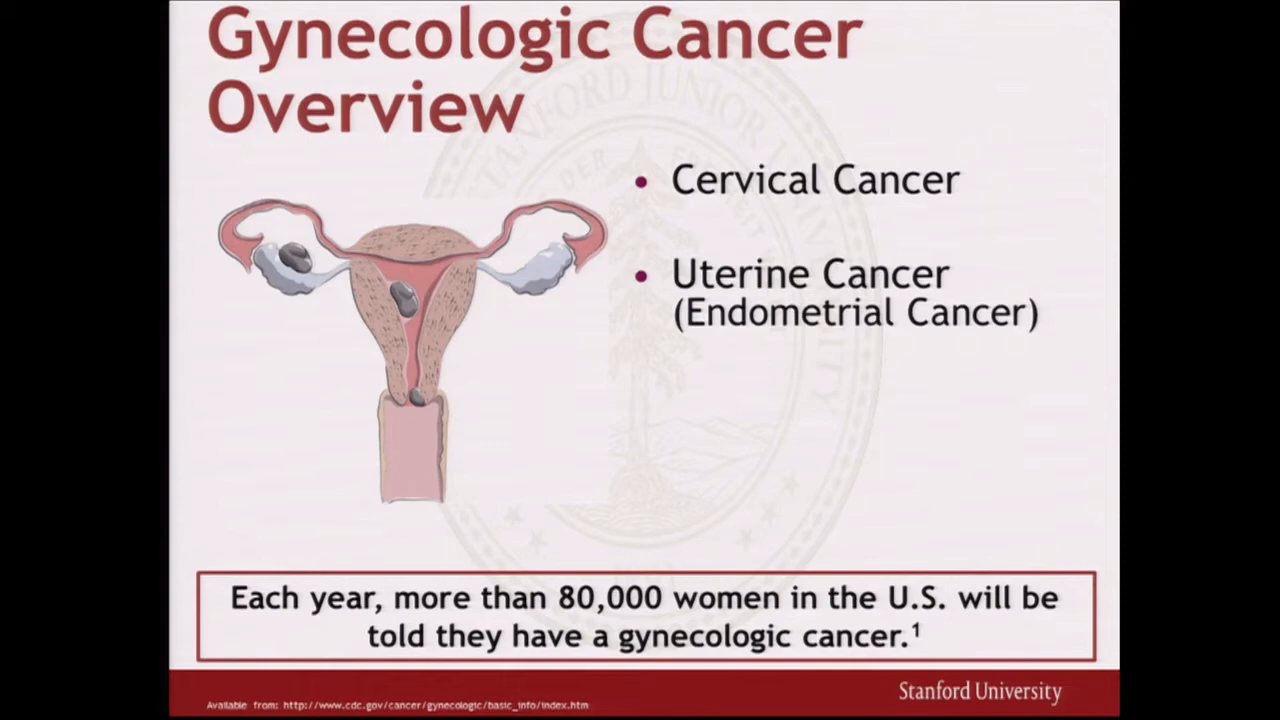 Gynecologic Cancer
Overview
• Cervical Cancer
• Uterine Cancer
(Endometrial Cancer)
Each year, more than 80,000 women in the U.S. will be
told they have a gynecologic cancer.¹
Stanford University
Available from: http://www.cdc.gov/cancer/gynecologic/basic_info/index.htm